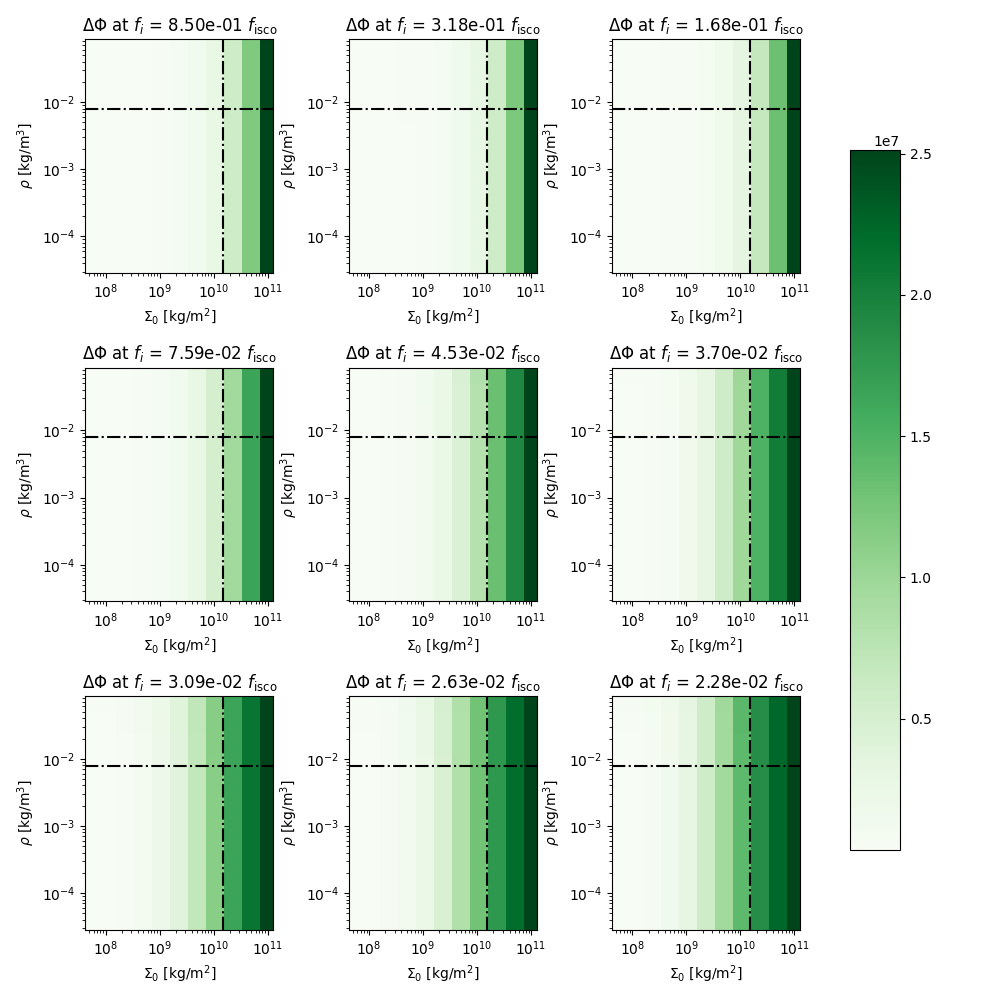 ΔΦ at fᵢ = 8.50e-01 f_isco
ΔΦ at fᵢ = 3.18e-01 f_isco
ΔΦ at fᵢ = 1.68e-01 f_isco
ρ [kg/m³]
10⁻²
10⁻³
10⁻⁴
ρ [kg/m³]
10⁻²
10⁻³
10⁻⁴
ρ [kg/m³]
10⁻²
10⁻³
10⁻⁴
10⁸ 10⁹ 10¹⁰ 10¹¹
10⁸ 10⁹ 10¹⁰ 10¹¹
10⁸ 10⁹ 10¹⁰ 10¹¹
Σ₀ [kg/m²]
Σ₀ [kg/m²]
Σ₀ [kg/m²]
ΔΦ at fᵢ = 7.59e-02 f_isco
ΔΦ at fᵢ = 4.53e-02 f_isco
ΔΦ at fᵢ = 3.70e-02 f_isco
ρ [kg/m³]
10⁻²
10⁻³
10⁻⁴
ρ [kg/m³]
10⁻²
10⁻³
10⁻⁴
ρ [kg/m³]
10⁻²
10⁻³
10⁻⁴
10⁸ 10⁹ 10¹⁰ 10¹¹
10⁸ 10⁹ 10¹⁰ 10¹¹
10⁸ 10⁹ 10¹⁰ 10¹¹
Σ₀ [kg/m²]
Σ₀ [kg/m²]
Σ₀ [kg/m²]
ΔΦ at fᵢ = 3.09e-02 f_isco
ΔΦ at fᵢ = 2.63e-02 f_isco
ΔΦ at fᵢ = 2.28e-02 f_isco
ρ [kg/m³]
10⁻²
10⁻³
10⁻⁴
ρ [kg/m³]
10⁻²
10⁻³
10⁻⁴
ρ [kg/m³]
10⁻²
10⁻³
10⁻⁴
10⁸ 10⁹ 10¹⁰ 10¹¹
10⁸ 10⁹ 10¹⁰ 10¹¹
10⁸ 10⁹ 10¹⁰ 10¹¹
Σ₀ [kg/m²]
Σ₀ [kg/m²]
Σ₀ [kg/m²]
1e7
2.5
2.0
1.5
1.0
0.5